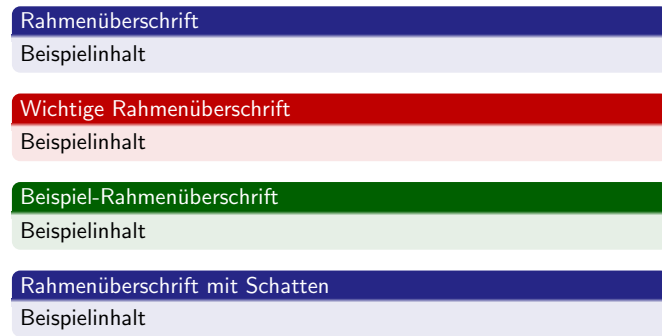 Rahmenüberschrift
Beispielinhalt
Wichtige Rahmenüberschrift
Beispielinhalt
Beispiel-Rahmenüberschrift
Beispielinhalt
Rahmenüberschrift mit Schatten
Beispielinhalt